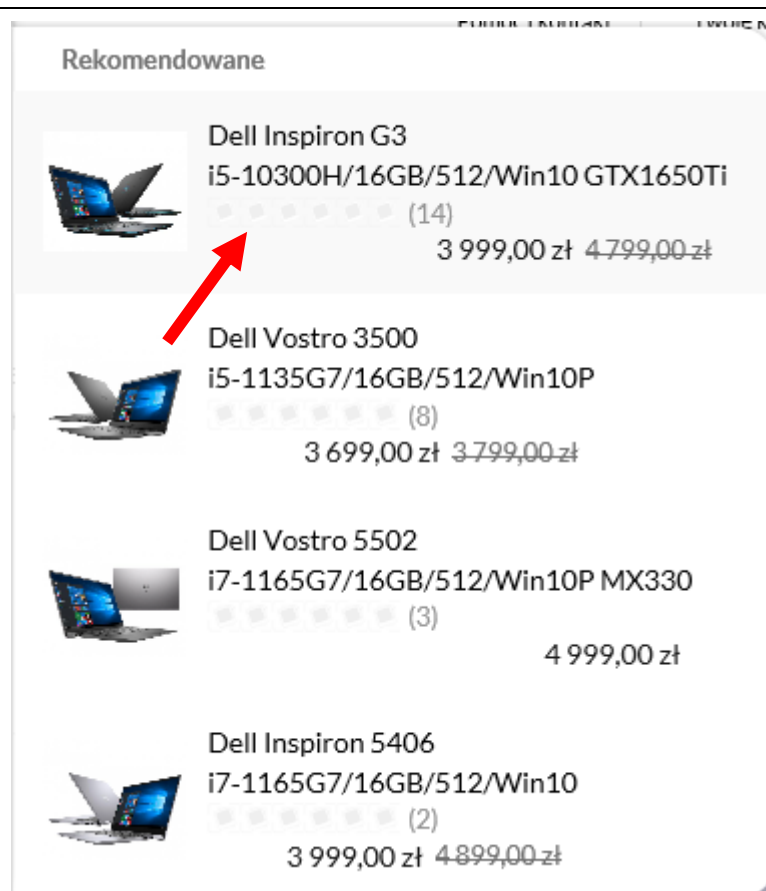 Rekomendowane
Dell Inspiron G3
i5-10300H/16GB/512/Win10 GTX1650Ti
(14)
3 999,00 zł 4 799,00 zł
Dell Vostro 3500
i5-1135G7/16GB/512/Win10P
(8)
3 699,00 zł 3 799,00 zł
Dell Vostro 5502
i7-1165G7/16GB/512/Win10P MX330
(3)
4 999,00 zł
Dell Inspiron 5406
i7-1165G7/16GB/512/Win10
(2)
3 999,00 zł 4 899,00 zł